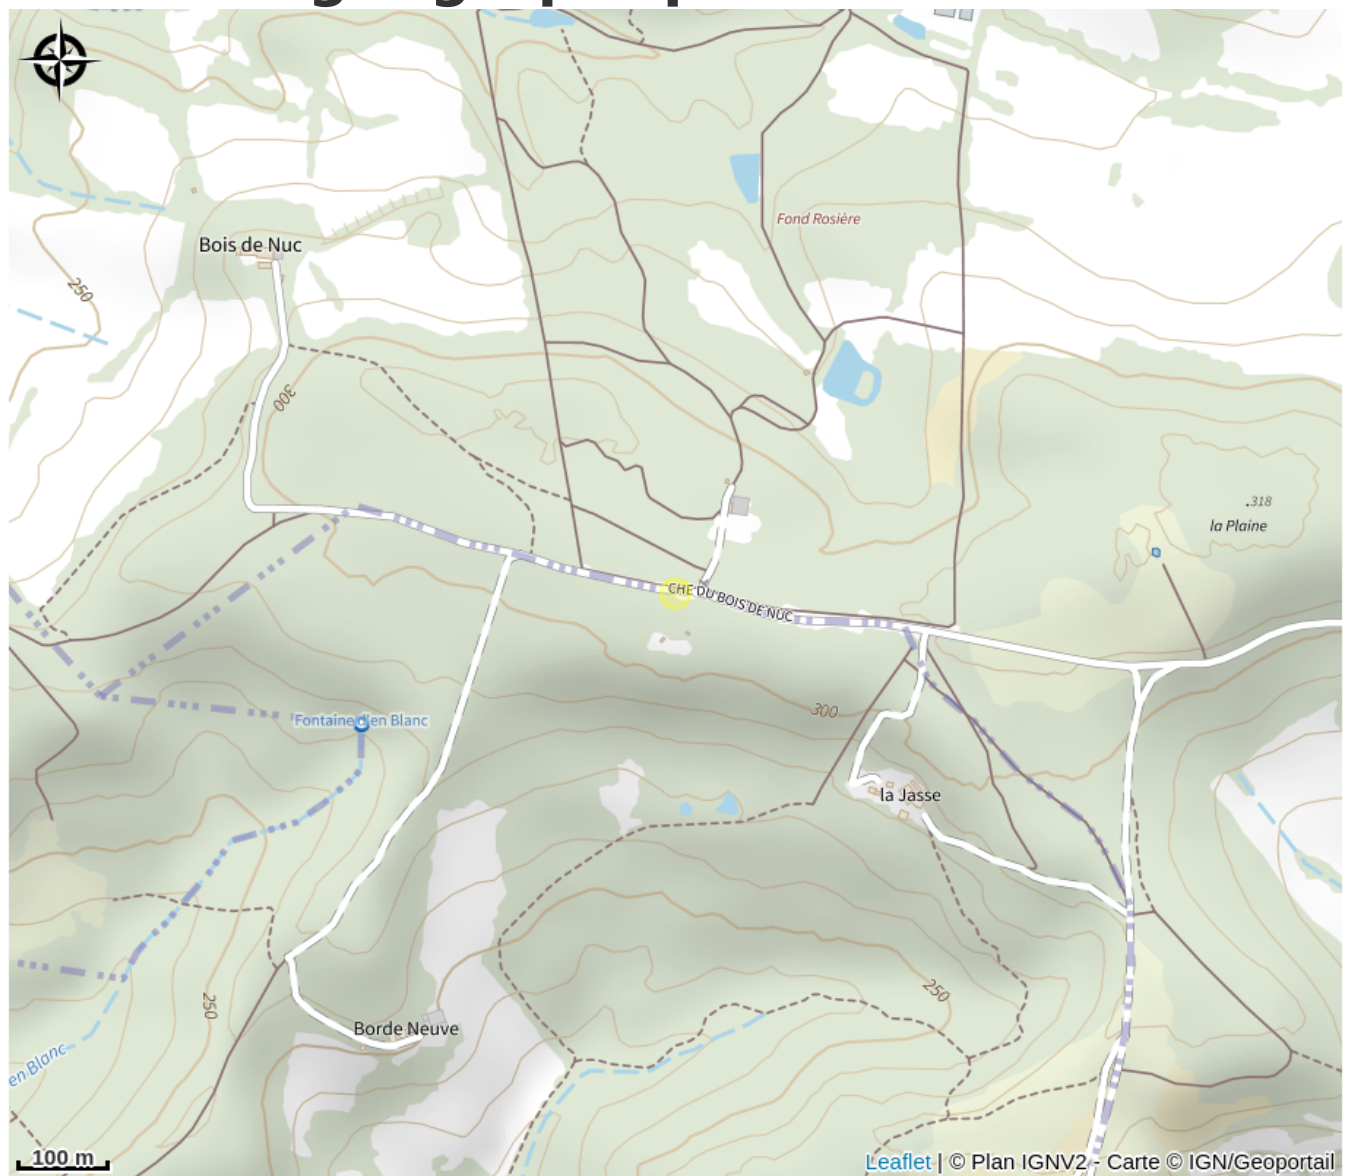 Fond Rosière
Bois de Nuc
250
300
.318
la Plaine
CHE DU BOIS DE NUC
300
Fontaine d'en Blanc
la Jasse
250
250
Borde Neuve
en Blanc
100 m
Leaflet | © Plan IGNV2 - Carte © IGN/Geoportail